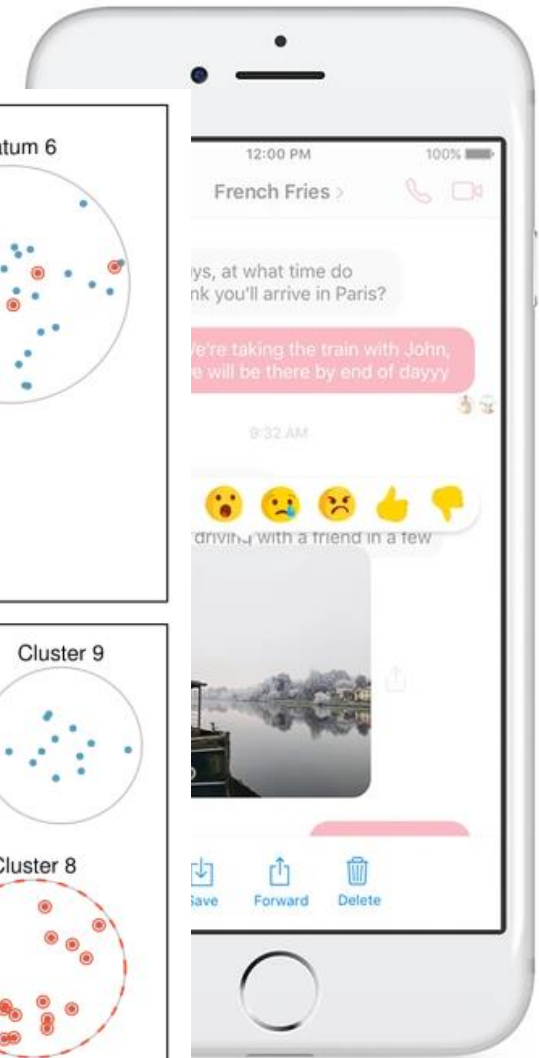 tum 6
Cluster 9
Cluster 8
12:00 PM
100%
French Fries >
ys, at what time do
nk you'll arrive in Paris?
e're taking the train with John,
e will be there by end of dayyy
9:32 AM
driving with a friend in a few
ave
Forward
Delete